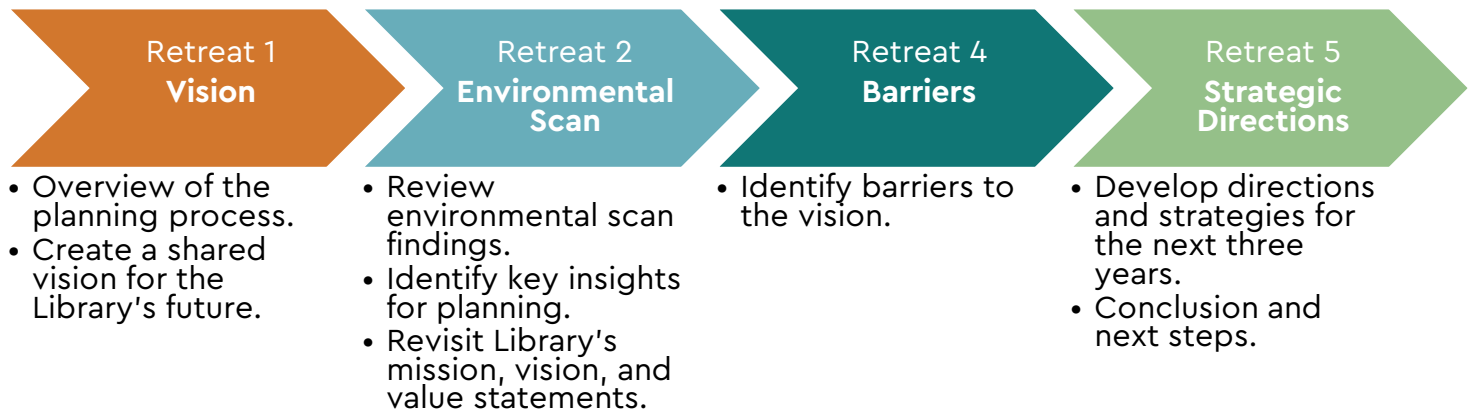 Retreat 1
Vision
• Overview of the
planning process.
• Create a shared
vision for the
Library's future.
Retreat 2
Environmental
Scan
• Review
environmental scan
findings.
• Identify key insights
for planning.
• Revisit Library's
mission, vision, and
value statements.
Retreat 4
Barriers
• Identify barriers to
the vision.
Retreat 5
Strategic
Directions
• Develop directions
and strategies for
the next three
years.
• Conclusion and
next steps.